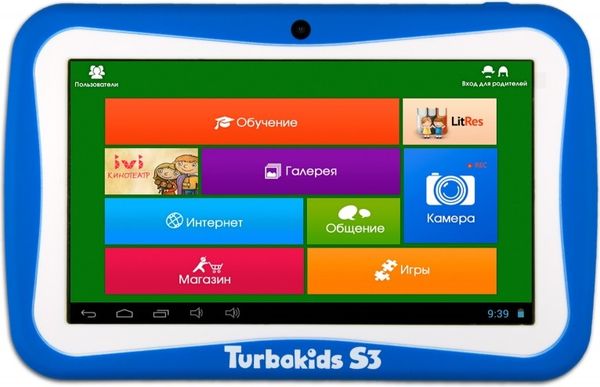 Пользователи
Вход для родителей
Обучение
LitRes
ivi
КИНОТЕАТР
Галерея
REC
Камера
Интернет
Общение
Магазин
Игры
9:39
Turbokids S3